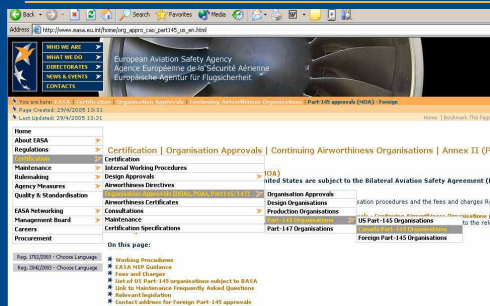 Back Search Favorites Media
Address http://www.easa.eu.int/home/org_appro_cao_part145_us_en.html
WHO WE ARE
WHAT WE DO
DIRECTORATES
NEWS & EVENTS
CONTACTS
European Aviation Safety Agency
Agence Européenne de la Sécurité Aérienne
Europäische Agentur für Flugsicherheit
You are here: EASA | Certification | Organisation Approvals | Continuing Airworthiness Organisations | Part-145 approvals (MOA) - Foreign
Page Created: 29/4/2005 13:31
Last Updated: 29/4/2005 13:31
Home | Bookmark This Page
Home
About EASA
Regulations
Certification
Maintenance
Rulemaking
Agency Measures
Quality & Standardisation
EASA Networking
Management Board
Careers
Procurement
Reg. 1702/2003 - Choose Language
Reg. 2042/2003 - Choose Language
Certification | Organisation Approvals | Continuing Airworthiness Organisations | Annex II (P
Certification
Internal Working Procedures
Design Approvals
Airworthiness Directives
Organisation Approvals (DOAs, POAs, Part145/147)
Airworthiness Certificates
Consultations
Maintenance
Certification Specifications
MOA)
nited States are subject to the Bilateral Aviation Safety Agreement (
Organisation Approvals
Design Organisations
Production Organisations
Part-145 Organisations
Part-147 Organisations
sation procedures and the fees and charges R
US Part-145 Organisations
Canada Part-145 Organisations
Foreign Part-145 Organisations
to the rele
On this page:
Working Procedures
EASA MIP Guidance
Fees and Charges
List of US Part-145 organisations subject to BASA
Link to Maintenance Frequently Asked Questions
Relevant legislation
Contact address for Foreign Part-145 approvals